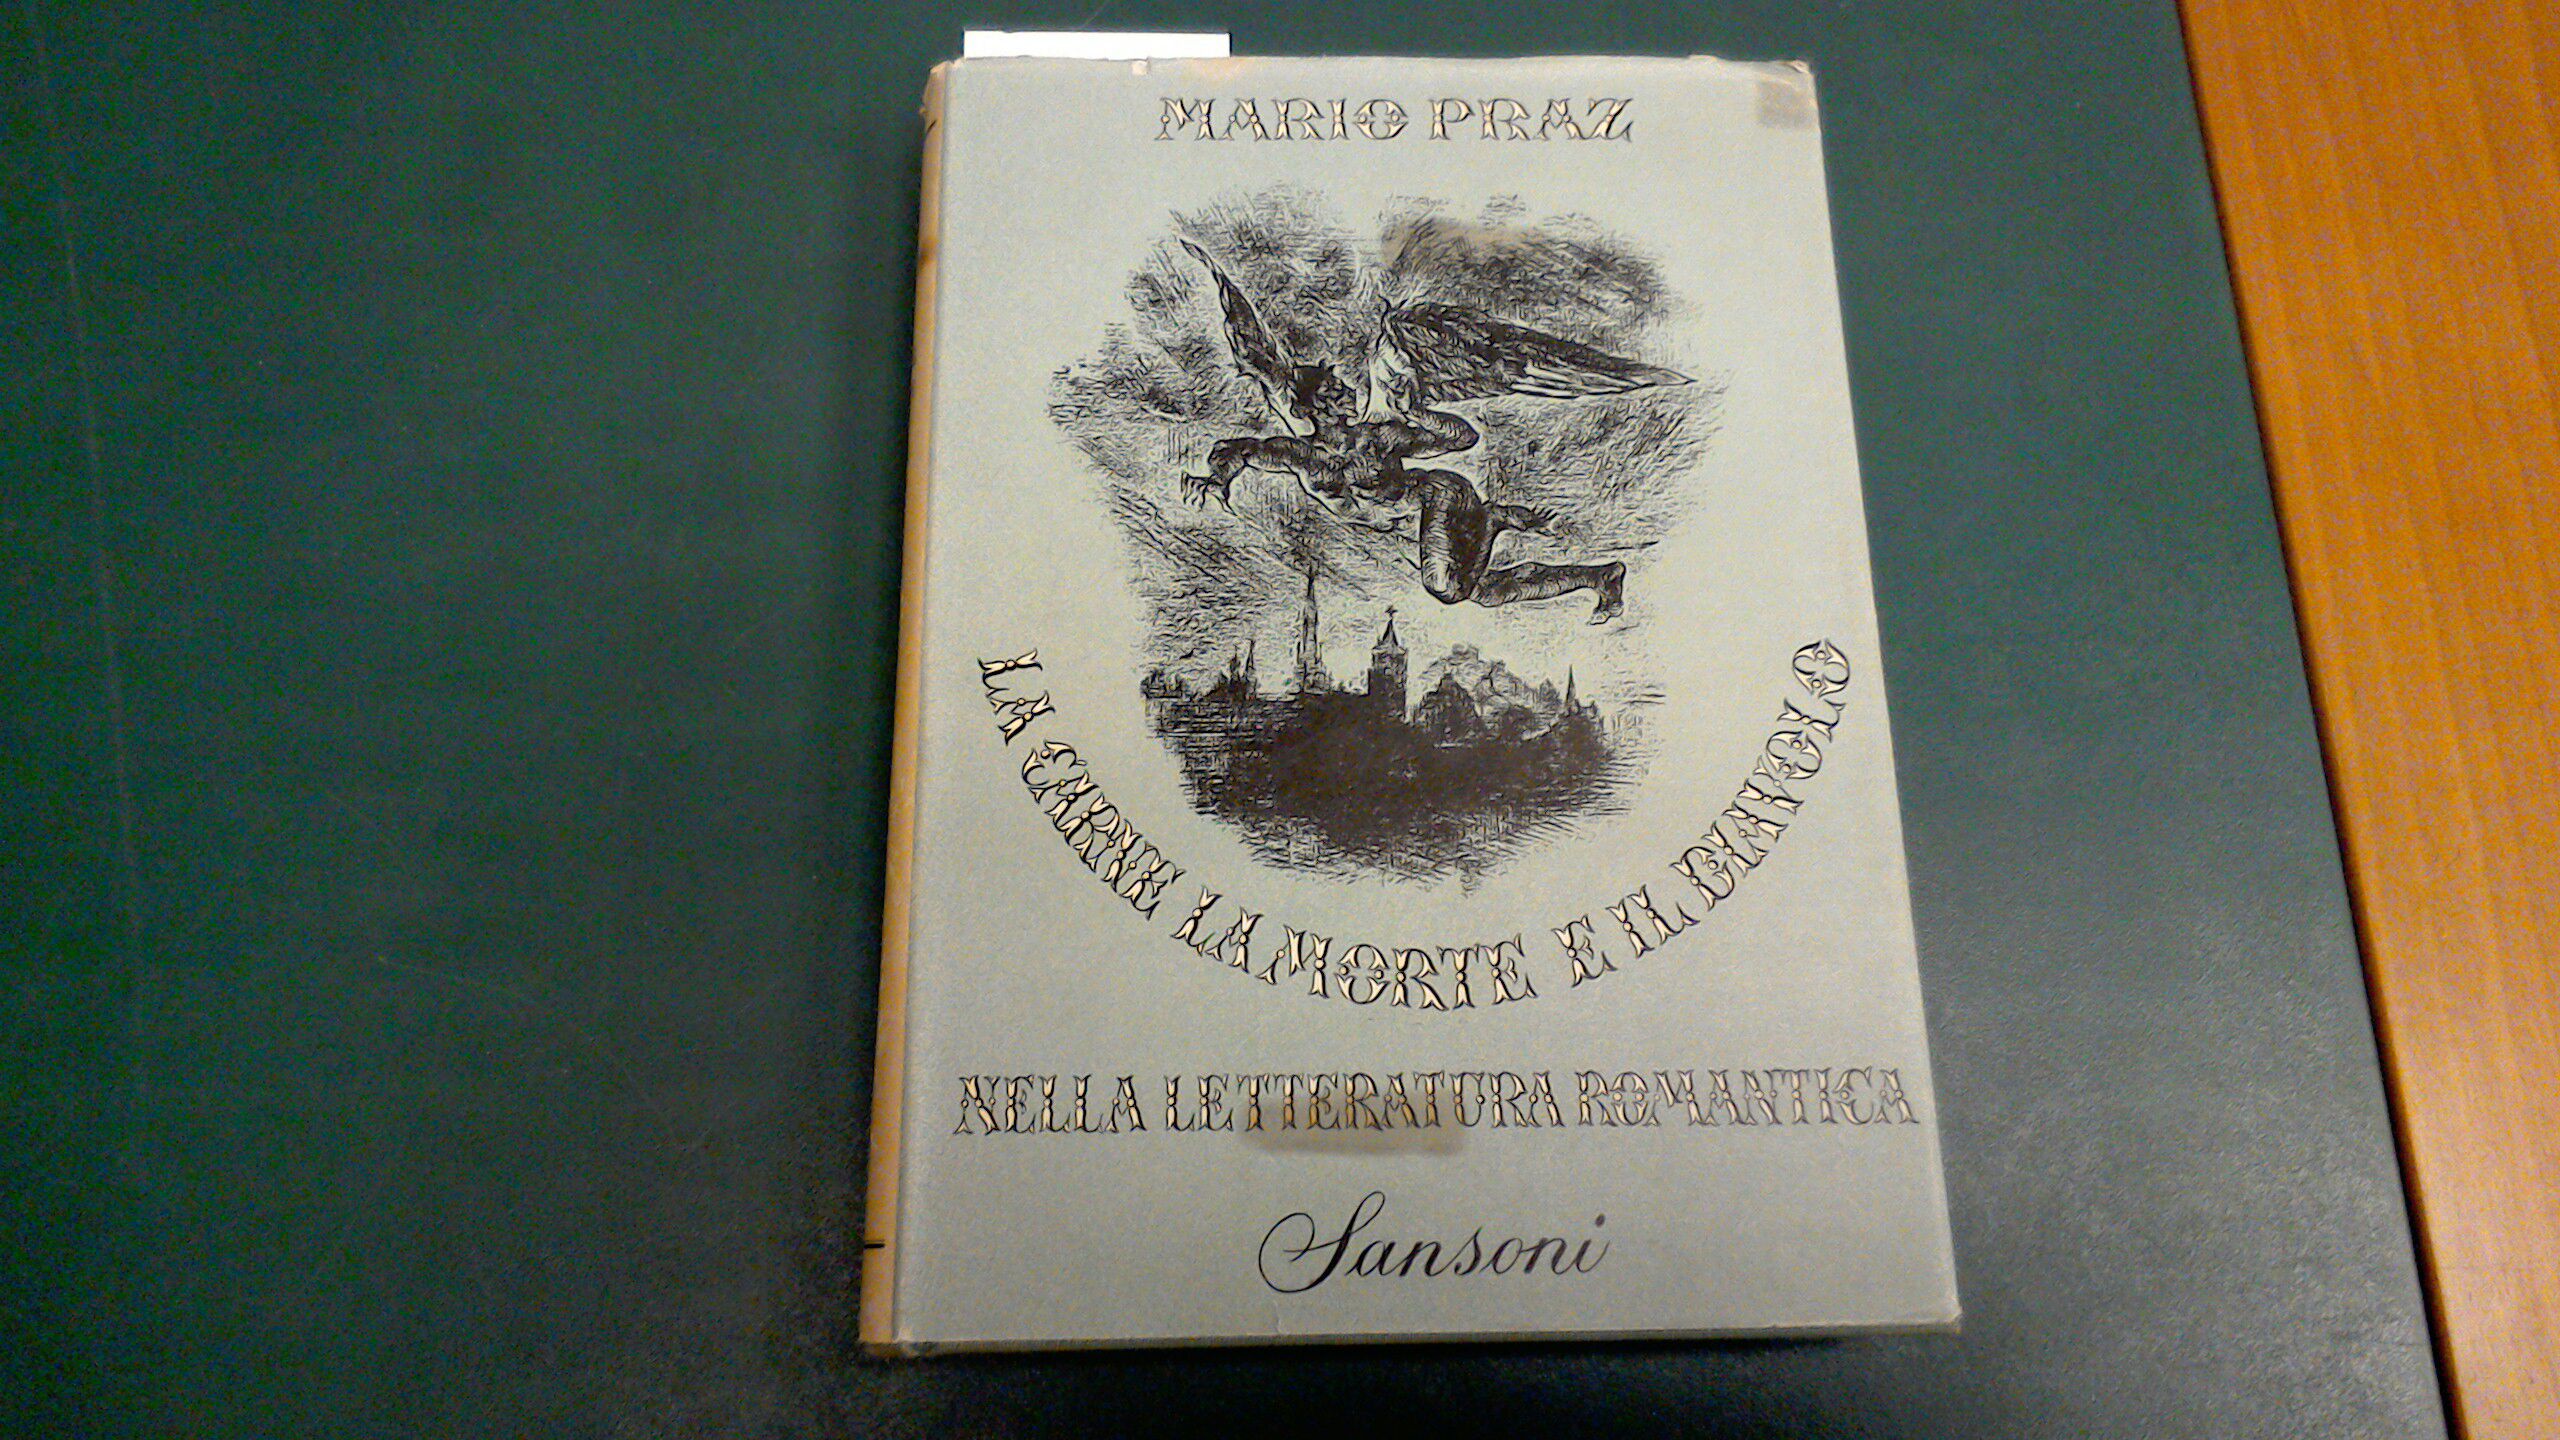 MARIO PRAZ
LA CARNE LA MORTE E IL DIAVOLO
NELLA LETTERATURA ROMANTICA
Sansoni